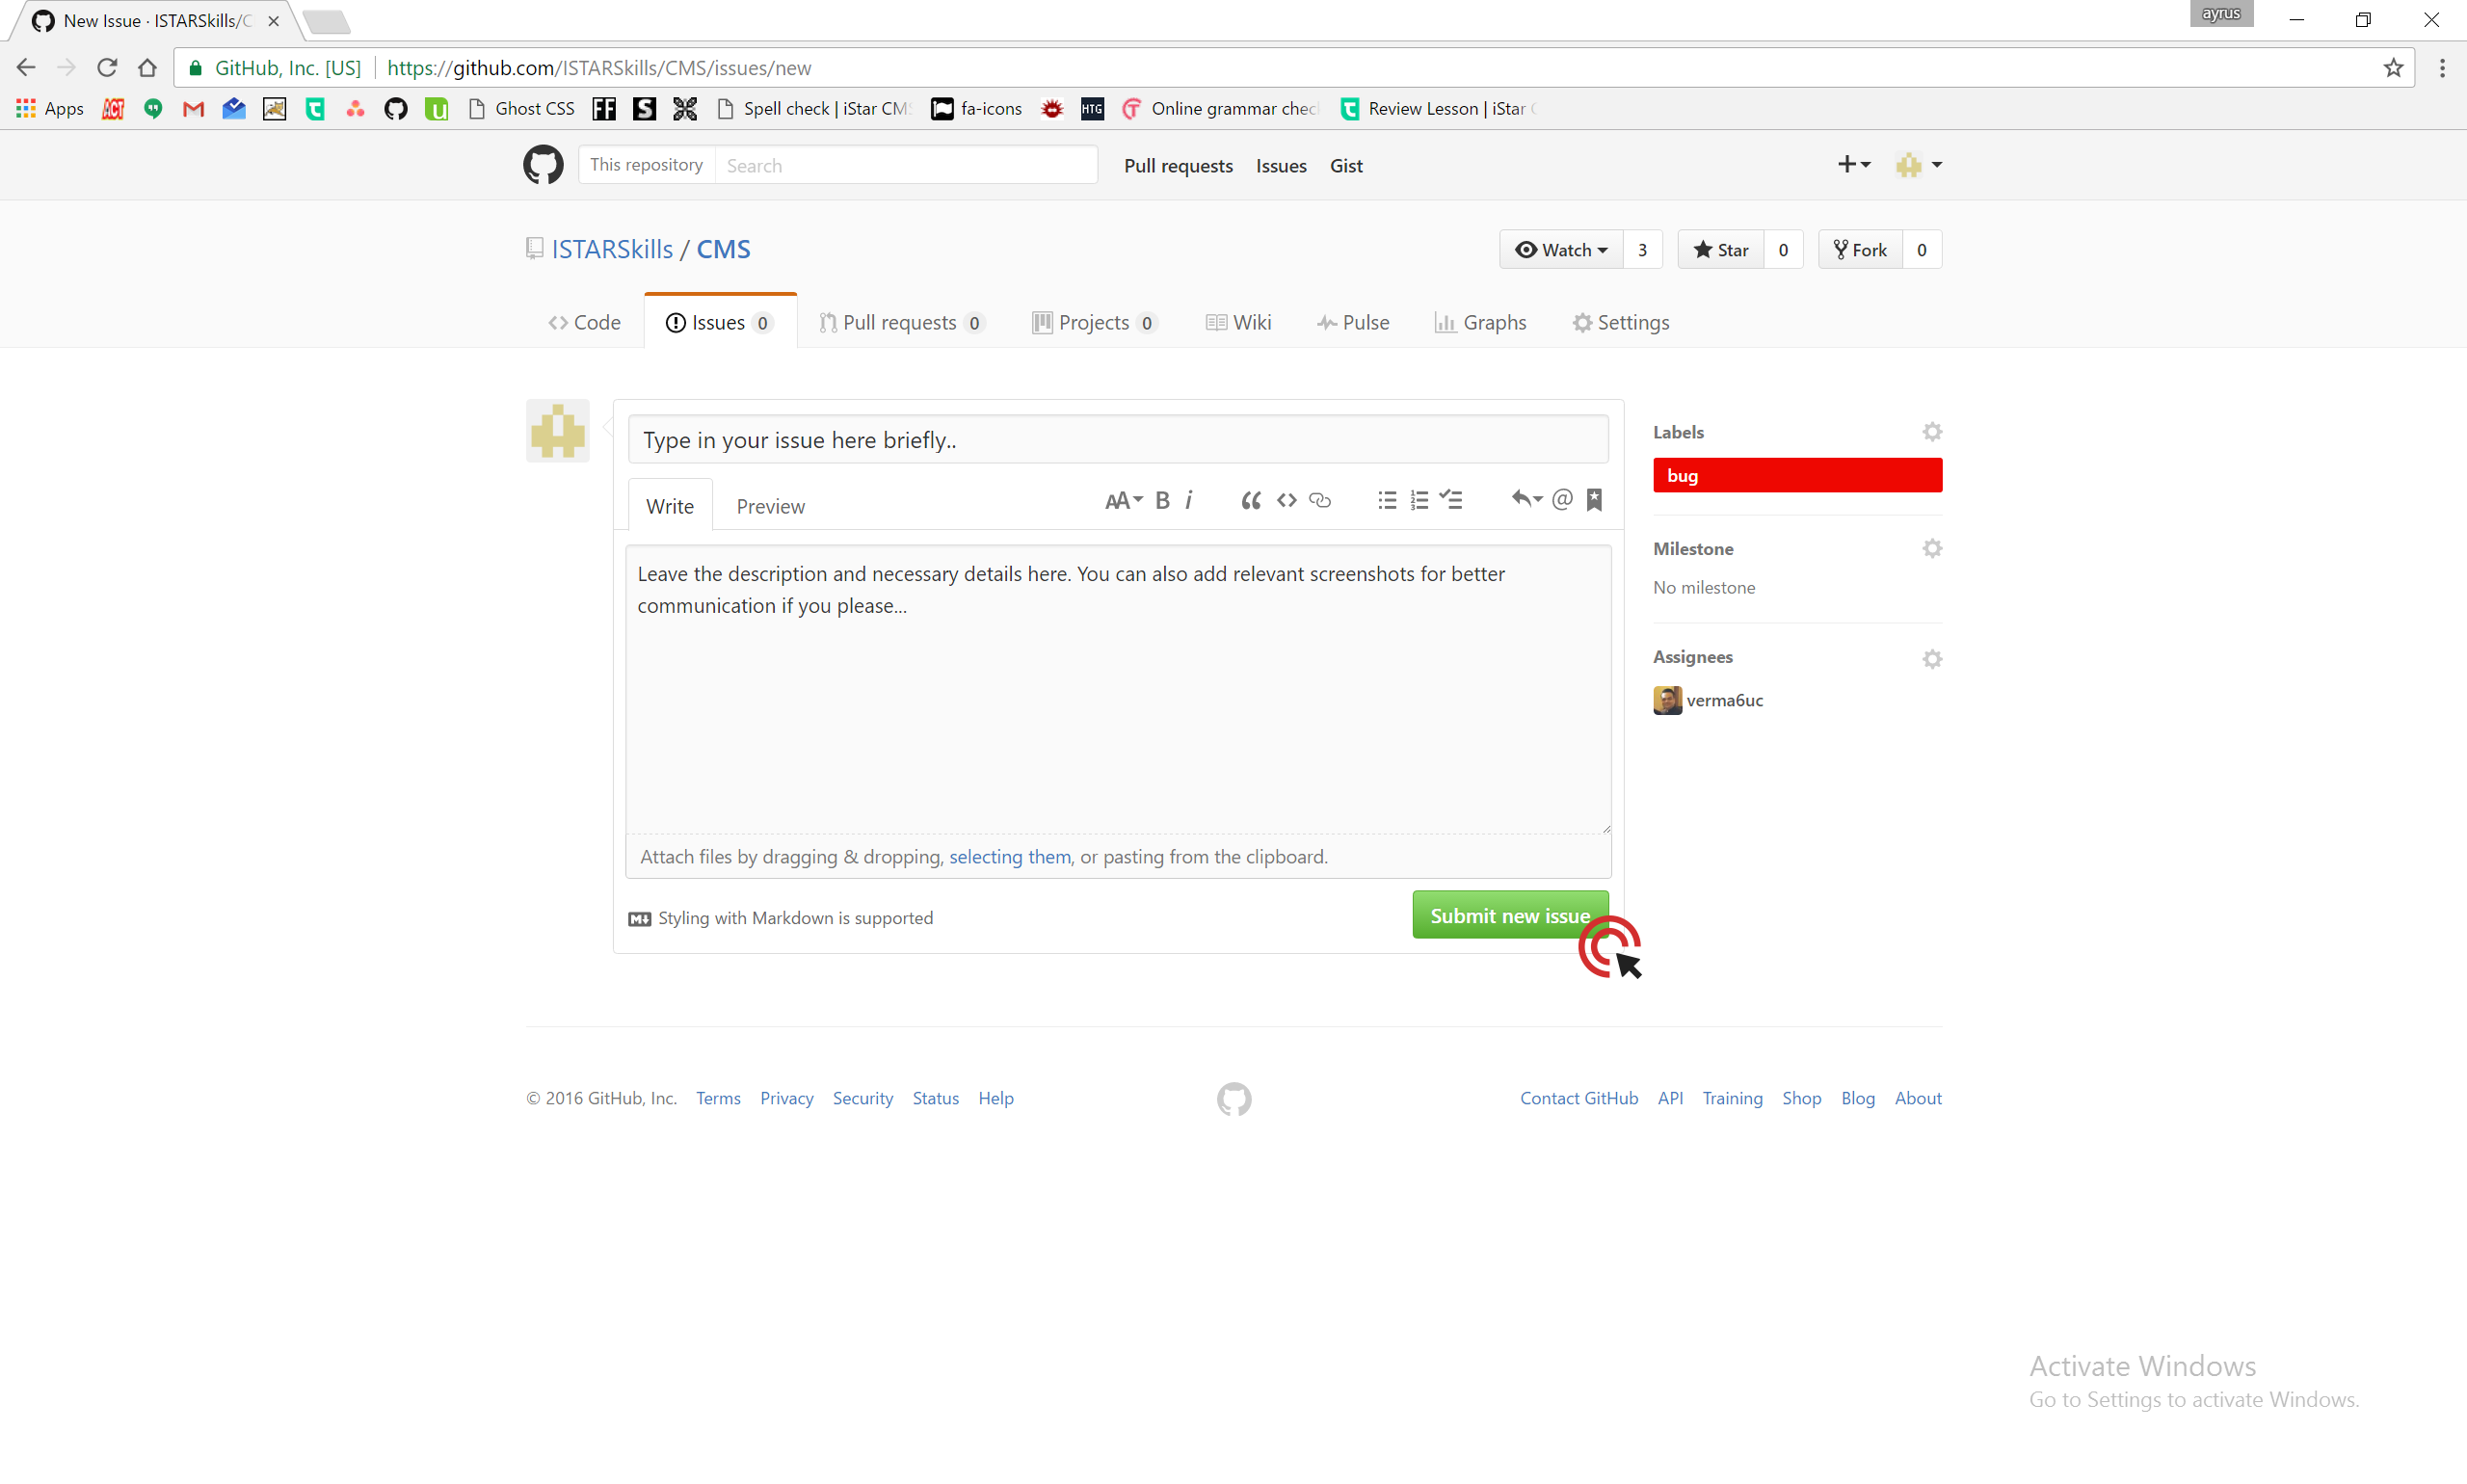 New Issue · ISTARSkills/C
ayrus
GitHub, Inc. [US] https://github.com/ISTARSkills/CMS/issues/new
Apps ACT Ghost CSS FF S Spell check | iStar CMS fa-icons HTG Online grammar chec Review Lesson | iStar
This repository Search Pull requests Issues Gist
ISTARSkills / CMS Watch 3 Star 0 Fork 0
Code Issues 0 Pull requests 0 Projects 0 Wiki Pulse Graphs Settings
Type in your issue here briefly..
Labels
bug
Write Preview AA B i @
Leave the description and necessary details here. You can also add relevant screenshots for better
communication if you please...
Milestone
No milestone
Assignees
verma6uc
Attach files by dragging & dropping, selecting them, or pasting from the clipboard.
Styling with Markdown is supported Submit new issue
© 2016 GitHub, Inc. Terms Privacy Security Status Help Contact GitHub API Training Shop Blog About
Activate Windows
Go to Settings to activate Windows.